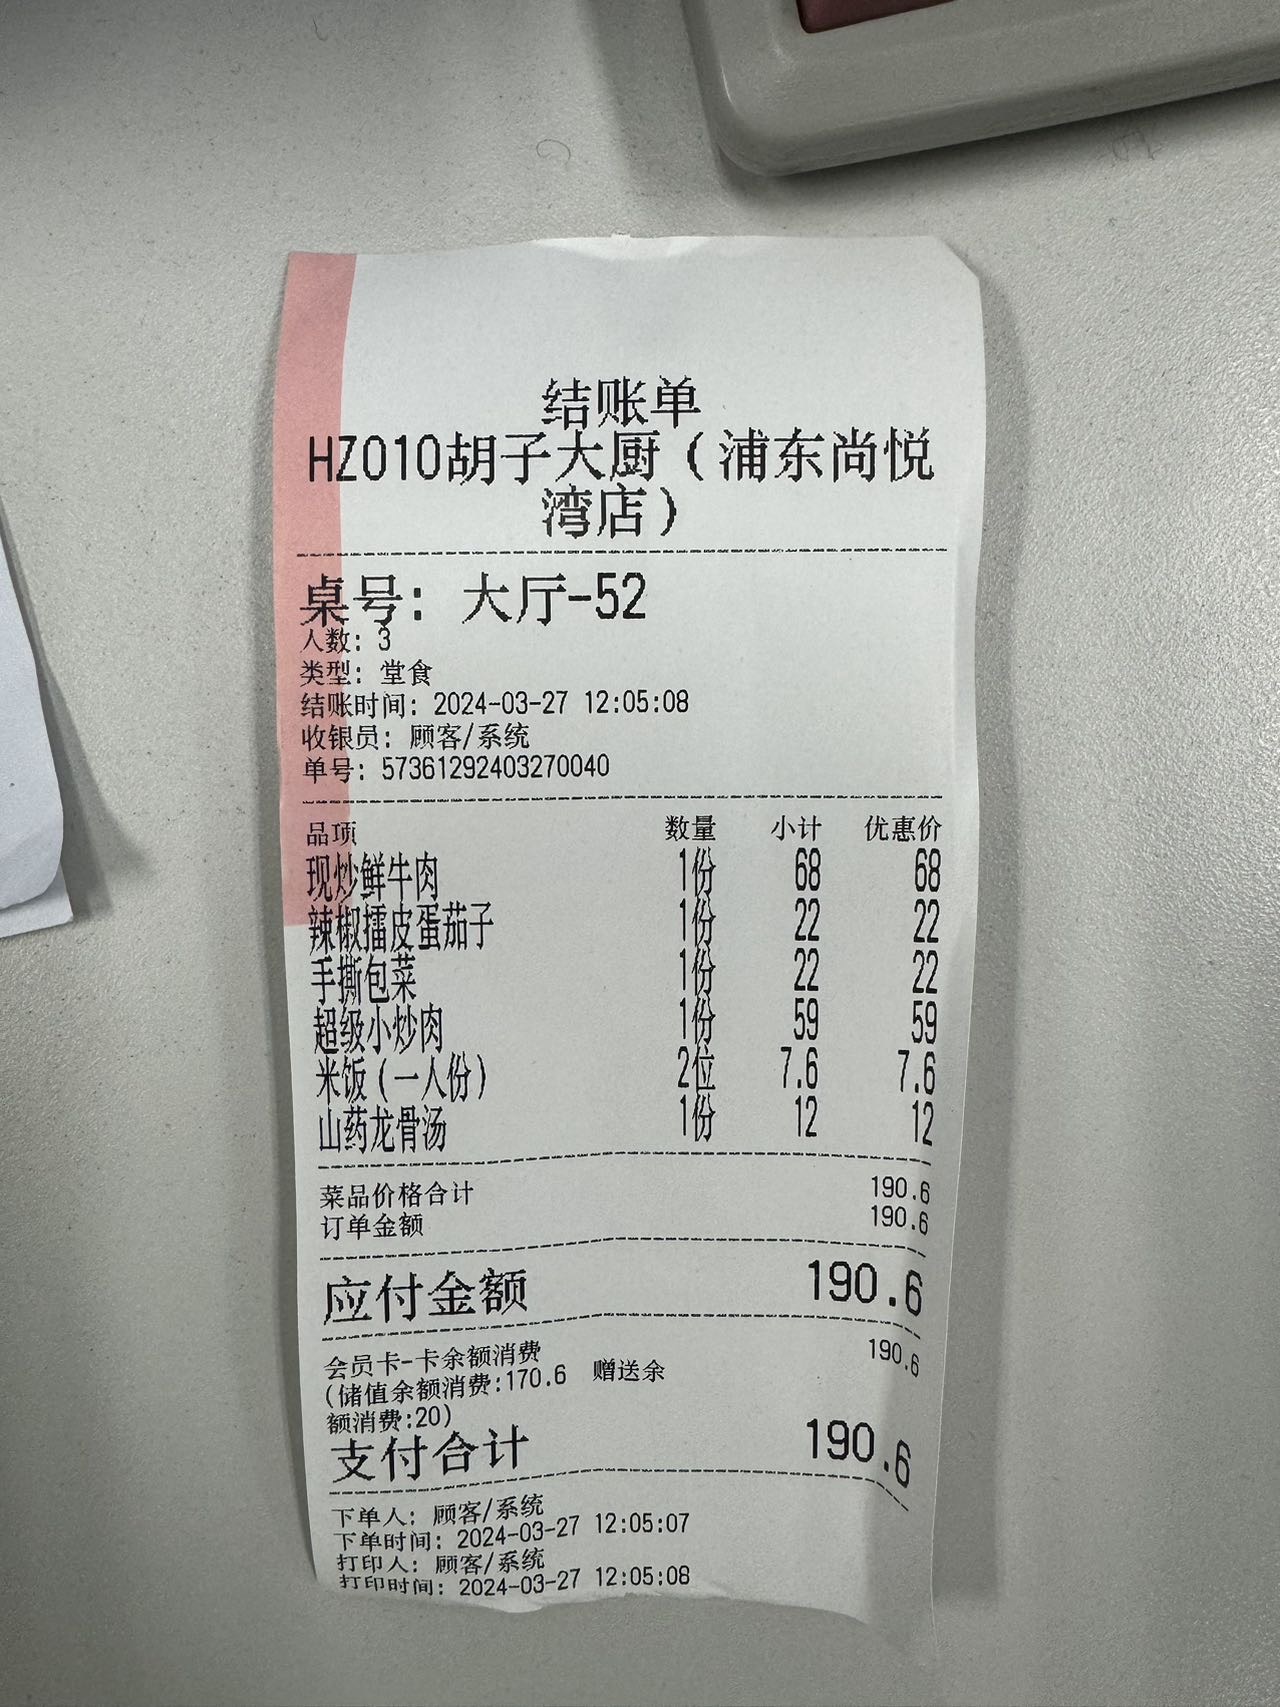 结账单
HZ010胡子大厨（浦东尚悦
湾店）
桌号: 大厅-52
人数: 3
类型: 堂食
结账时间: 2024-03-27 12:05:08
收银员: 顾客/系统
单号: 573612924032​70040
品项 数量 小计 优惠价
现炒鲜牛肉 1份 68 68
辣椒擂皮蛋茄子 1份 22 22
手撕包菜 1份 22 22
超级小炒肉 1份 59 59
米饭(一人份) 2位 7.6 7.6
山药龙骨汤 1份 12 12
菜品价格合计 190.6
订单金额 190.6
应付金额 190.6
会员卡-卡余额消费 190.6
(储值余额消费:170.6 赠送余
额消费:20)
支付合计 190.6
下单人: 顾客/系统
下单时间: 2024-03-27 12:05:07
打印人: 顾客/系统
打印时间: 2024-03-27 12:05:08